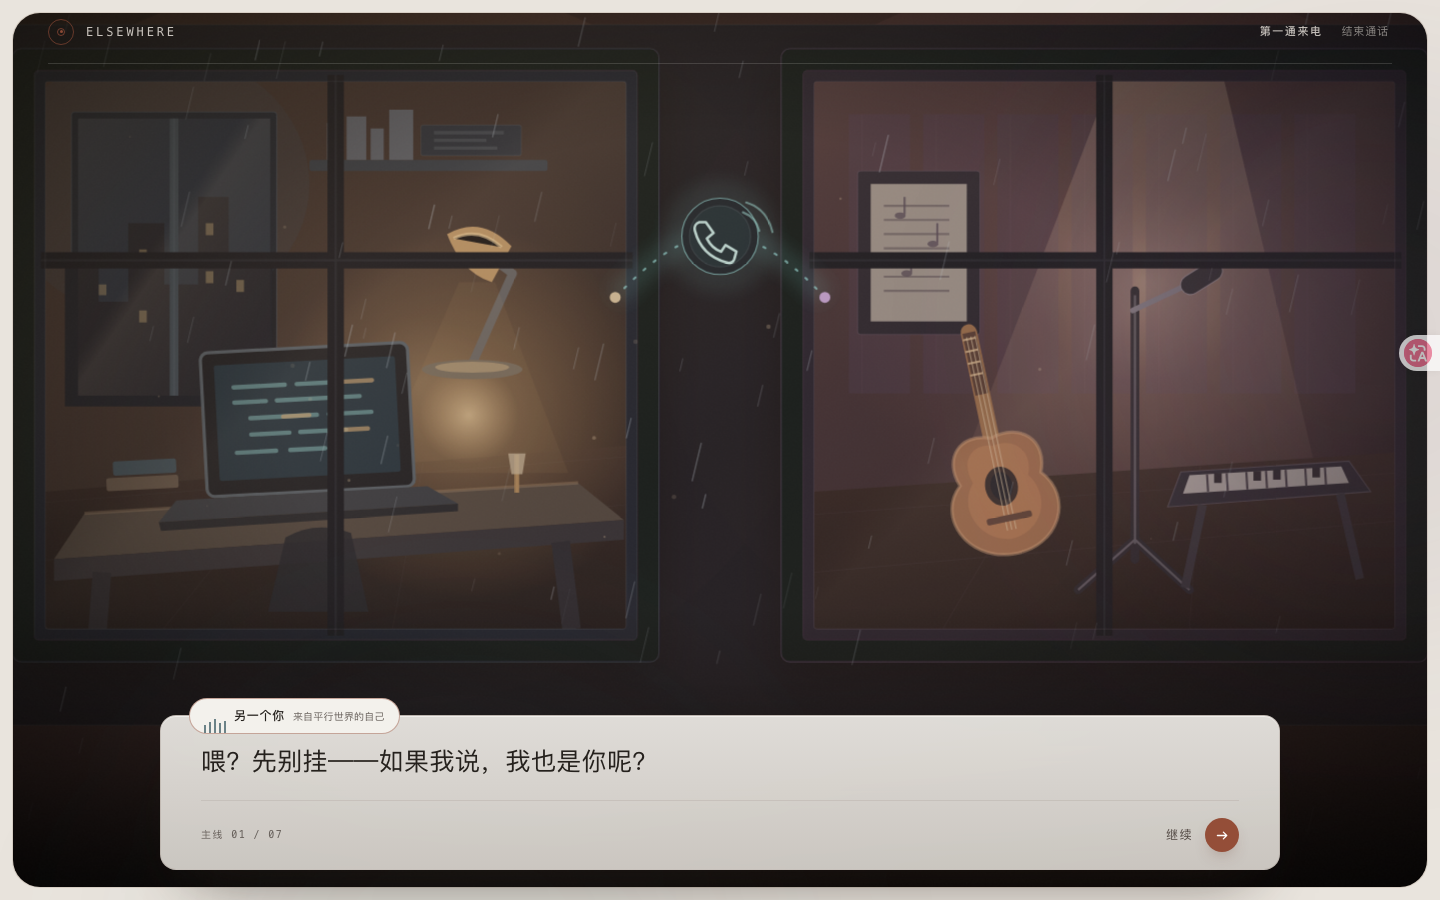 ELSEWHERE
第一通来电 结束通话
另一个你 来自平行世界的自己
喂？先别挂——如果我说，我也是你呢？
主线 01 / 07
继续